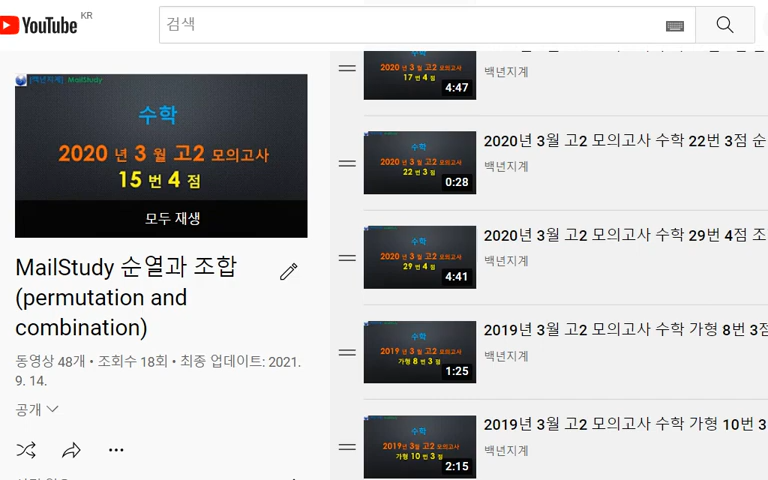 YouTube KR
검색
[백년지계] MailStudy
수학
2020 년 3 월 고2 모의고사
15 번 4 점
모두 재생
MailStudy 순열과 조합
(permutation and
combination)
동영상 48개 • 조회수 18회 • 최종 업데이트: 2021.
9. 14.
공개
2020 년 3 월 고2 모의고사
17 번 4 점
4:47
백년지계
수학
2020 년 3 월 고2 모의고사
22 번 3 점
0:28
2020년 3월 고2 모의고사 수학 22번 3점 순
백년지계
수학
2020 년 3 월 고2 모의고사
29 번 4 점
4:41
2020년 3월 고2 모의고사 수학 29번 4점 조
백년지계
수학
2019 년 3 월 고2 모의고사
가형 8 번 3 점
1:25
2019년 3월 고2 모의고사 수학 가형 8번 3점
백년지계
수학
2019년 3월 고2 모의고사
가형 10 번 3 점
2:15
2019년 3월 고2 모의고사 수학 가형 10번 3
백년지계